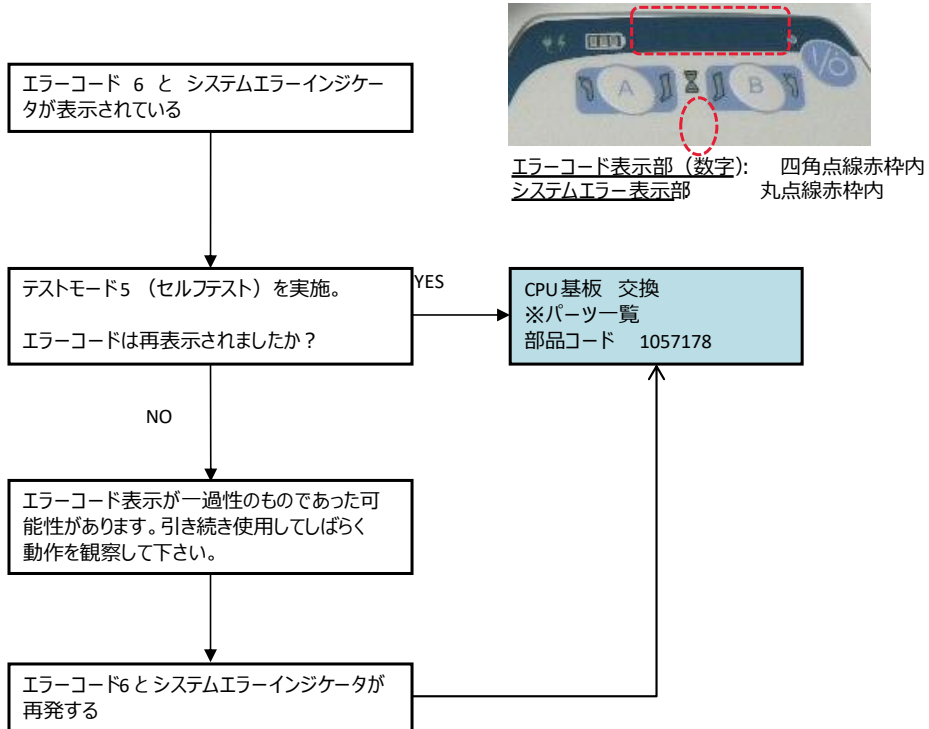 エラーコード 6 と システムエラーインジケー
タが表示されている
A
B
I/O
エラーコード表示部（数字）:　四角点線赤枠内
システムエラー表示部　丸点線赤枠内
テストモード5 （セルフテスト）を実施。
エラーコードは再表示されましたか？
YES
CPU基板 交換
※パーツ一覧
部品コード 1057178
NO
エラーコード表示が一過性のものであった可
能性があります。引き続き使用してしばらく
動作を観察して下さい。
エラーコード6とシステムエラーインジケータが
再発する